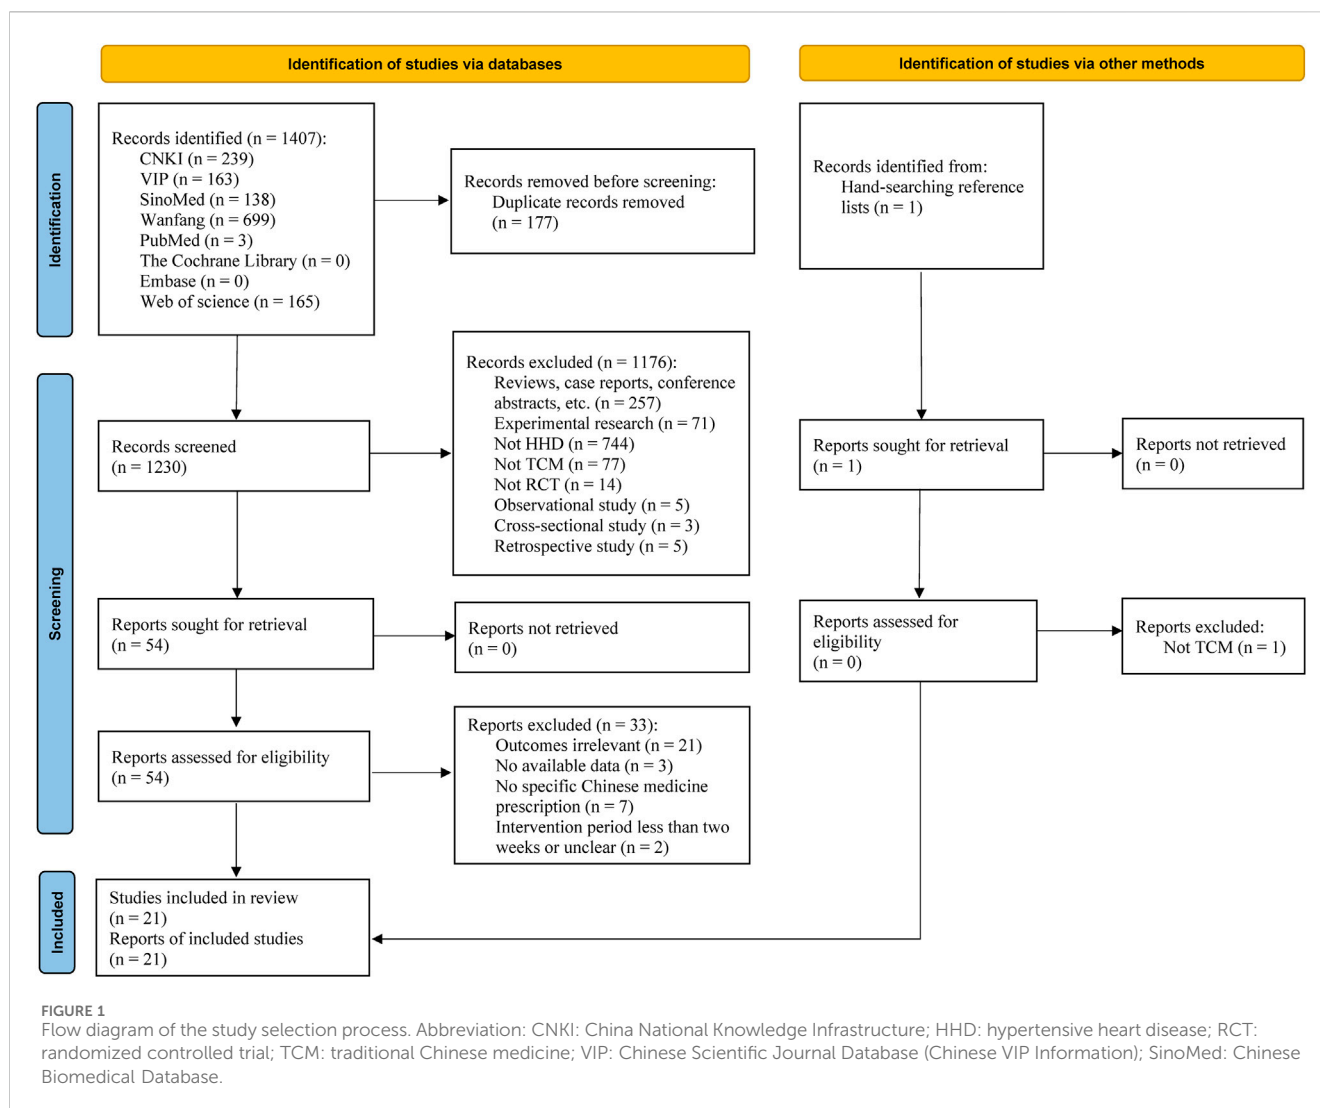 Identification of studies via databases
Identification of studies via other methods
Identification
Records identified (n = 1407):
CNKI (n = 239)
VIP (n = 163)
SinoMed (n = 138)
Wanfang (n = 699)
PubMed (n = 3)
The Cochrane Library (n = 0)
Embase (n = 0)
Web of science (n = 165)
Records removed before screening:
Duplicate records removed
(n = 177)
Records identified from:
Hand-searching reference
lists (n = 1)
Screening
Records screened
(n = 1230)
Records excluded (n = 1176):
Reviews, case reports, conference
abstracts, etc. (n = 257)
Experimental research (n = 71)
Not HHD (n = 744)
Not TCM (n = 77)
Not RCT (n = 14)
Observational study (n = 5)
Cross-sectional study (n = 3)
Retrospective study (n = 5)
Reports sought for retrieval
(n = 1)
Reports not retrieved
(n = 0)
Reports sought for retrieval
(n = 54)
Reports not retrieved
(n = 0)
Reports assessed for
eligibility
(n = 0)
Reports excluded:
Not TCM (n = 1)
Reports assessed for eligibility
(n = 54)
Reports excluded (n = 33):
Outcomes irrelevant (n = 21)
No available data (n = 3)
No specific Chinese medicine
prescription (n = 7)
Intervention period less than two
weeks or unclear (n = 2)
Included
Studies included in review
(n = 21)
Reports of included studies
(n = 21)
FIGURE 1
Flow diagram of the study selection process. Abbreviation: CNKI: China National Knowledge Infrastructure; HHD: hypertensive heart disease; RCT:
randomized controlled trial; TCM: traditional Chinese medicine; VIP: Chinese Scientific Journal Database (Chinese VIP Information); SinoMed: Chinese
Biomedical Database.